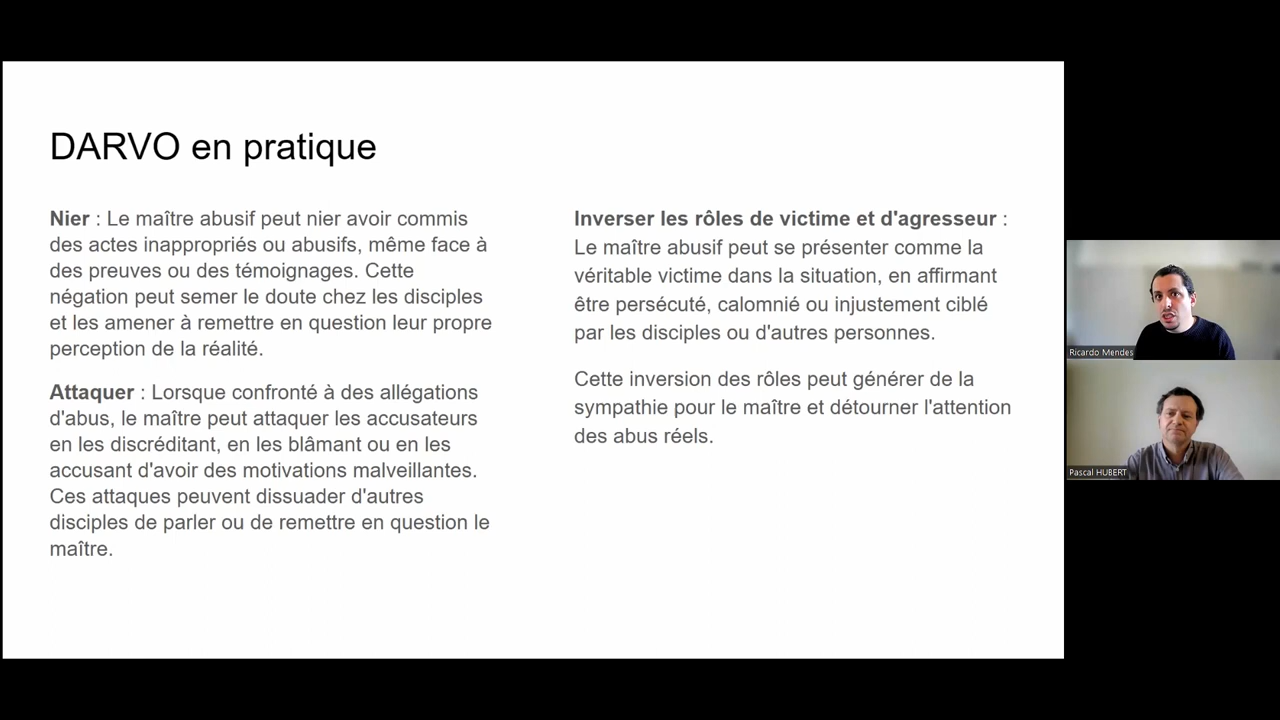 DARVO en pratique
Nier : Le maître abusif peut nier avoir commis
des actes inappropriés ou abusifs, même face à
des preuves ou des témoignages. Cette
négation peut semer le doute chez les disciples
et les amener à remettre en question leur propre
perception de la réalité.
Attaquer : Lorsque confronté à des allégations
d'abus, le maître peut attaquer les accusateurs
en les discréditant, en les blâmant ou en les
accusant d'avoir des motivations malveillantes.
Ces attaques peuvent dissuader d'autres
disciples de parler ou de remettre en question le
maître.
Inverser les rôles de victime et d'agresseur :
Le maître abusif peut se présenter comme la
véritable victime dans la situation, en affirmant
être persécuté, calomnié ou injustement ciblé
par les disciples ou d'autres personnes.
Cette inversion des rôles peut générer de la
sympathie pour le maître et détourner l'attention
des abus réels.
Ricardo Mendes
Pascal HUBERT